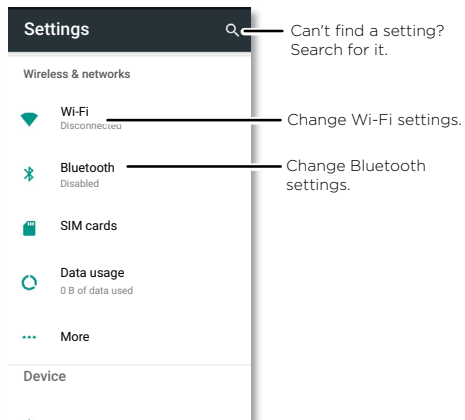 Settings
Can't find a setting?
Search for it.
Wireless & networks
Wi-Fi
Disconnected
Change Wi-Fi settings.
Bluetooth
Disabled
Change Bluetooth
settings.
SIM cards
Data usage
0 B of data used
More
Device